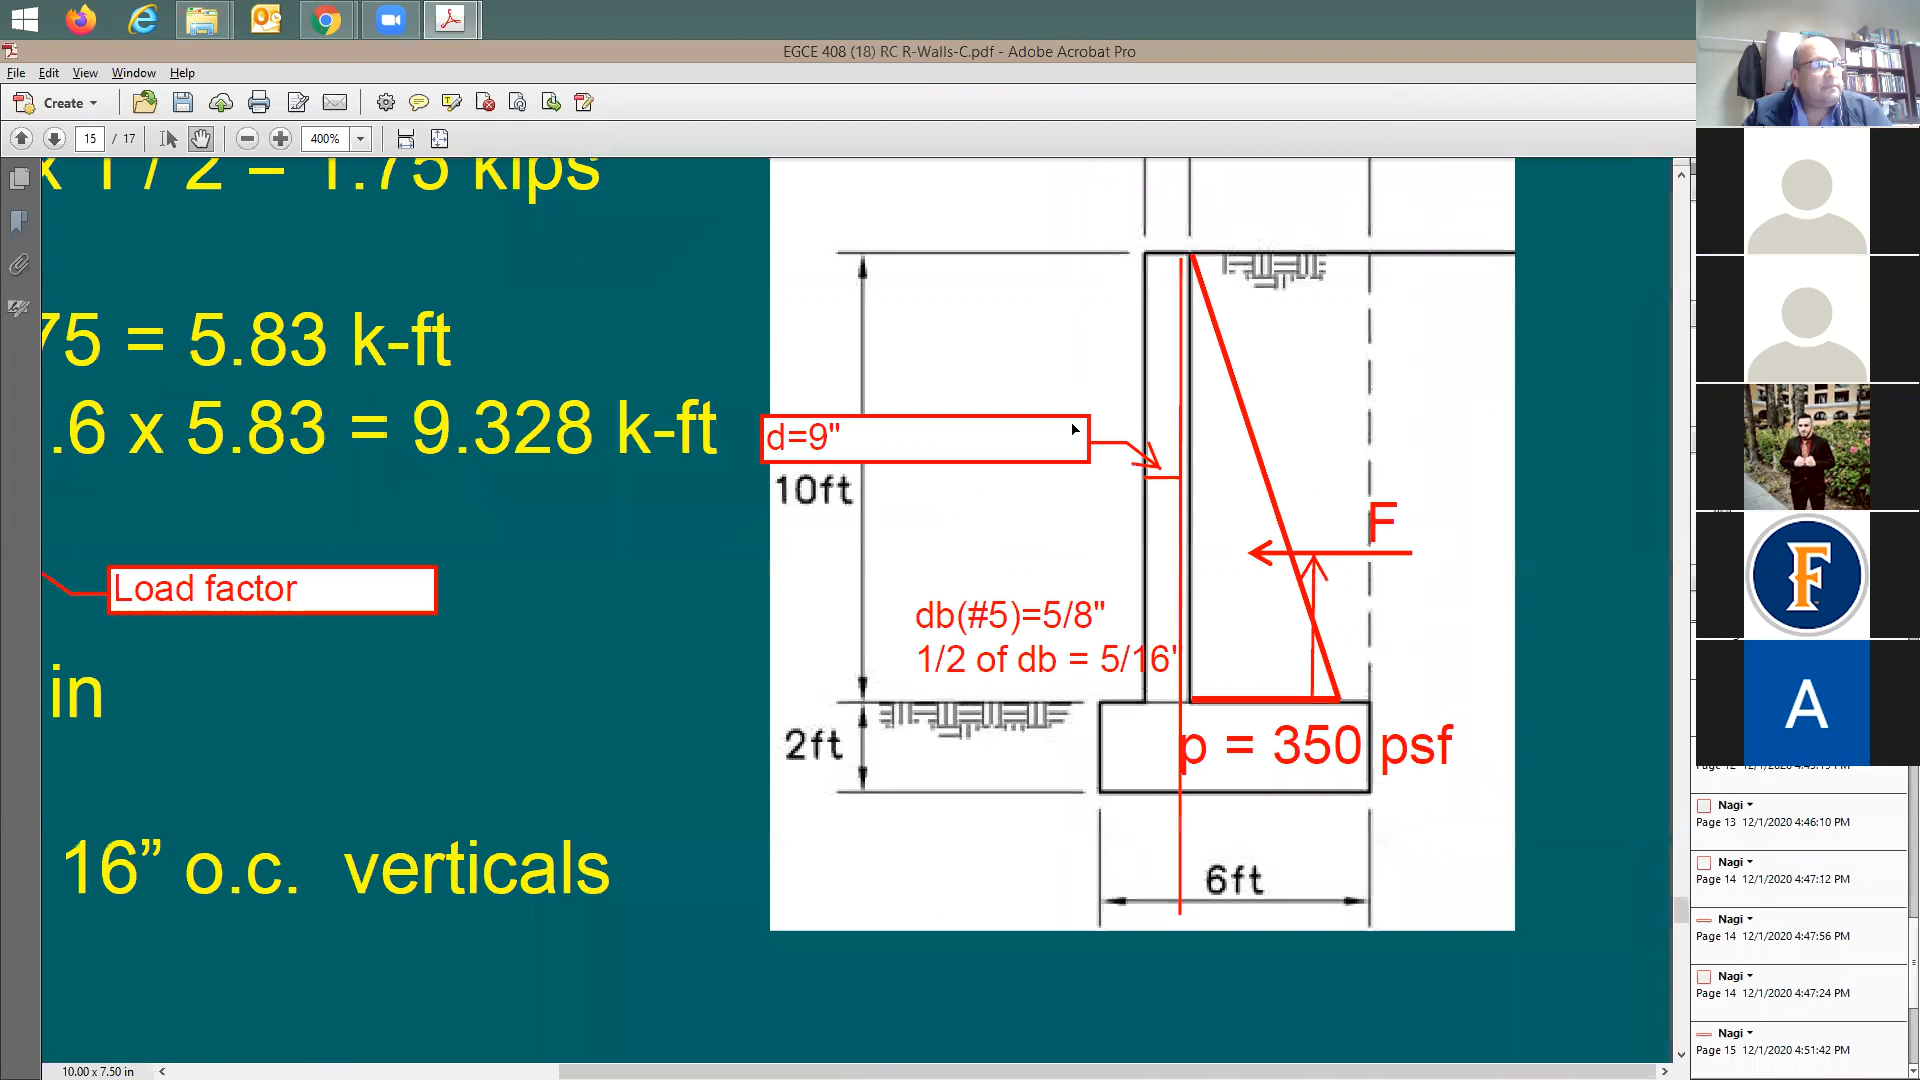 EGCE 408 (18) RC R-Walls-C.pdf - Adobe Acrobat Pro
File Edit View Window Help
Create
15 / 17
400%
x 1 / 2 = 1.75 kips
75 = 5.83 k-ft
.6 x 5.83 = 9.328 k-ft
d=9"
10ft
F
Load factor
db(#5)=5/8"
1/2 of db = 5/16"
in
2ft
p = 350 psf
16” o.c. verticals
6ft
10.00 x 7.50 in
F
A
Nagi
Page 13 12/1/2020 4:46:10 PM
Nagi
Page 14 12/1/2020 4:47:12 PM
Nagi
Page 14 12/1/2020 4:47:56 PM
Nagi
Page 14 12/1/2020 4:47:24 PM
Nagi
Page 15 12/1/2020 4:51:42 PM